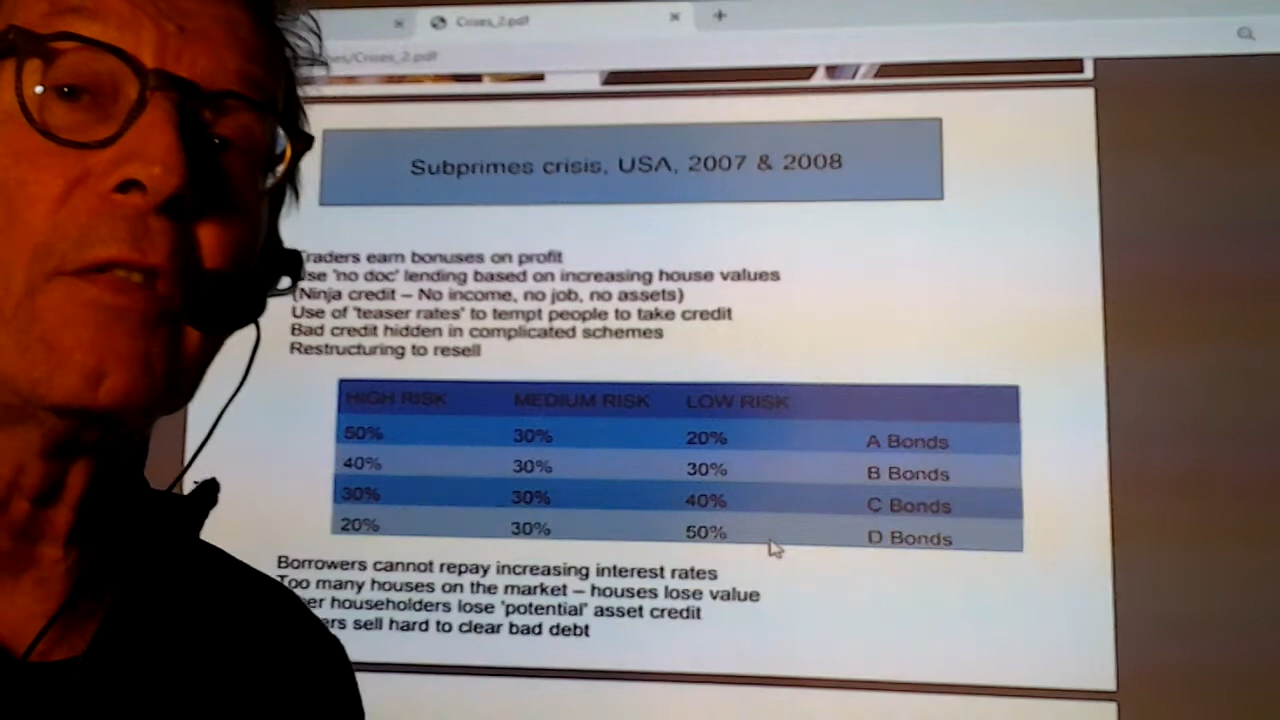 Crises_2.pdf
/Crises_2.pdf
Subprimes crisis, USA, 2007 & 2008
Traders earn bonuses on profit
'no doc' lending based on increasing house values
(Ninja credit – No income, no job, no assets)
Use of 'teaser rates' to tempt people to take credit
Bad credit hidden in complicated schemes
Restructuring to resell
HIGH RISK MEDIUM RISK LOW RISK
50% 30% 20% A Bonds
40% 30% 30% B Bonds
30% 30% 40% C Bonds
20% 30% 50% D Bonds
Borrowers cannot repay increasing interest rates
Too many houses on the market – houses lose value
householders lose 'potential' asset credit
sell hard to clear bad debt